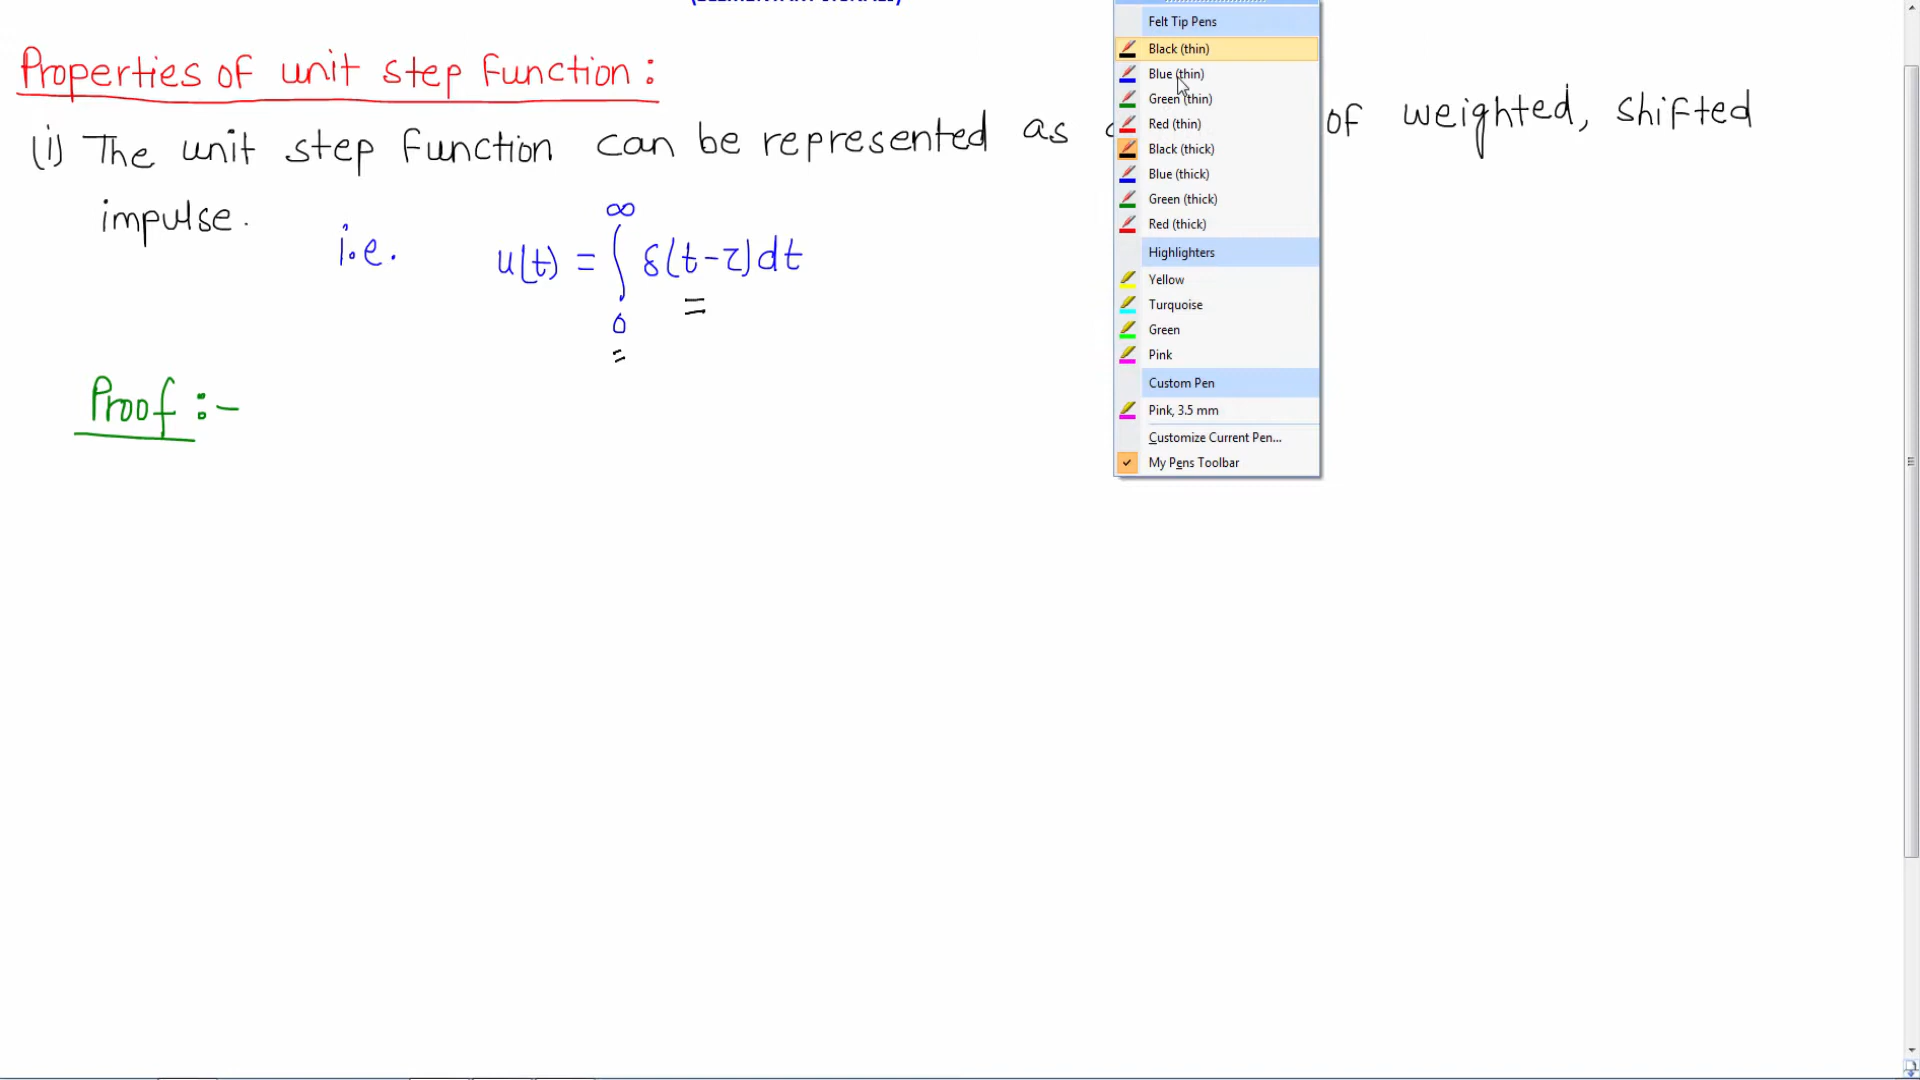 Properties of unit step function:
(i) The unit step function can be represented as of weighted, shifted
impulse.
i.e. u(t) = ∫₀^∞ δ(t-τ)dt
Proof :-
Felt Tip Pens
Black (thin)
Blue (thin)
Green (thin)
Red (thin)
Black (thick)
Blue (thick)
Green (thick)
Red (thick)
Highlighters
Yellow
Turquoise
Green
Pink
Custom Pen
Pink, 3.5 mm
Customize Current Pen...
My Pens Toolbar